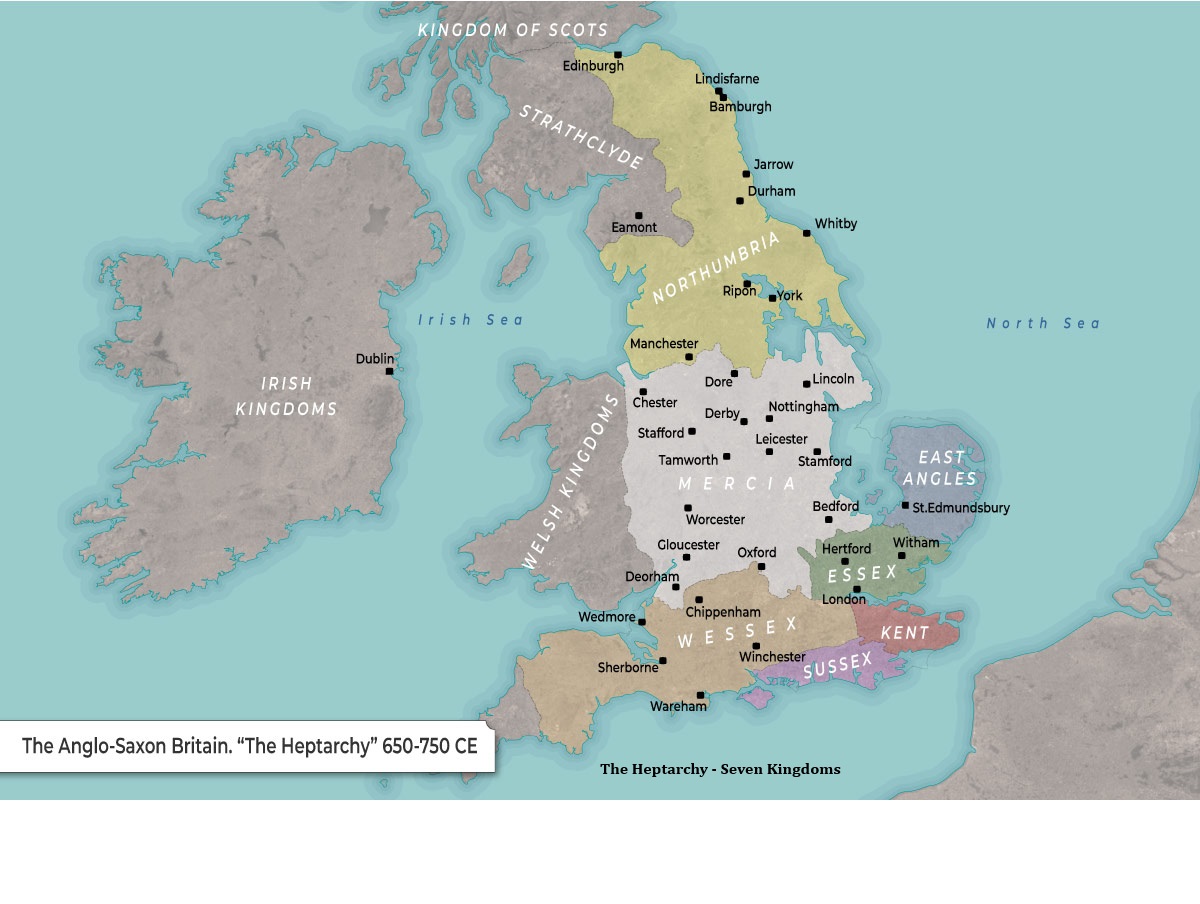 KINGDOM OF SCOTS
Edinburgh
Lindisfarne
Bamburgh
STRATHCLYDE
Jarrow
Durham
Eamont
Whitby
NORTHUMBRIA
Ripon
York
Irish Sea
North Sea
Manchester
Dublin
IRISH
KINGDOMS
Dore
Lincoln
Chester
Nottingham
Derby
Stafford
Leicester
Tamworth
Stamford
EAST
ANGLES
MERCIA
WELSH KINGDOMS
Worcester
Bedford
St.Edmundsbury
Gloucester
Oxford
Hertford
Witham
Deorham
ESSEX
London
Chippenham
Wedmore
WESSEX
KENT
Winchester
Sherborne
SUSSEX
Wareham
The Anglo-Saxon Britain. “The Heptarchy” 650-750 CE
The Heptarchy - Seven Kingdoms